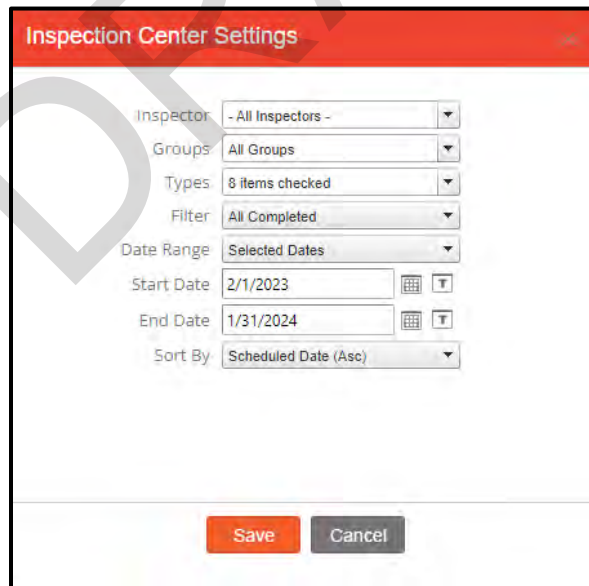 Inspection Center Settings
Inspector - All Inspectors -
Groups All Groups
Types 8 items checked
Filter All Completed
Date Range Selected Dates
Start Date 2/1/2023 T
End Date 1/31/2024 T
Sort By Scheduled Date (Asc)
Save Cancel